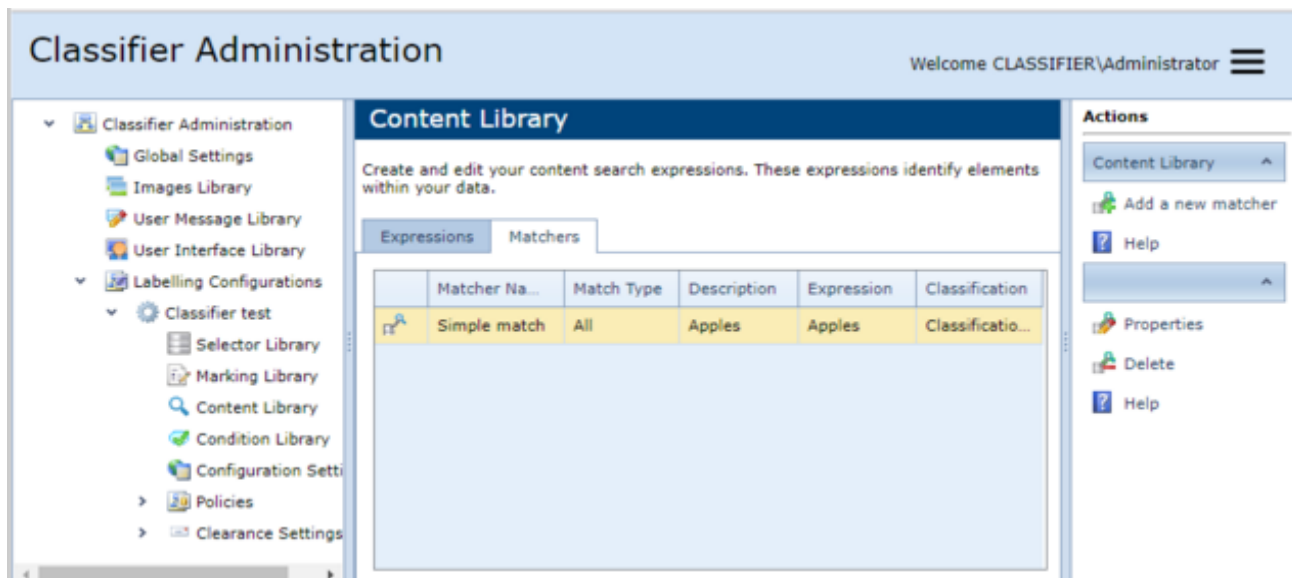 Classifier Administration
Welcome CLASSIFIER\Administrator
Classifier Administration
Global Settings
Images Library
User Message Library
User Interface Library
Labelling Configurations
Classifier test
Selector Library
Marking Library
Content Library
Condition Library
Configuration Setti
Policies
Clearance Settings
Content Library
Create and edit your content search expressions. These expressions identify elements
within your data.
Expressions Matchers
Matcher Na... Match Type Description Expression Classification
Simple match All Apples Apples Classificatio...
Actions
Content Library
Add a new matcher
? Help
Properties
Delete
? Help